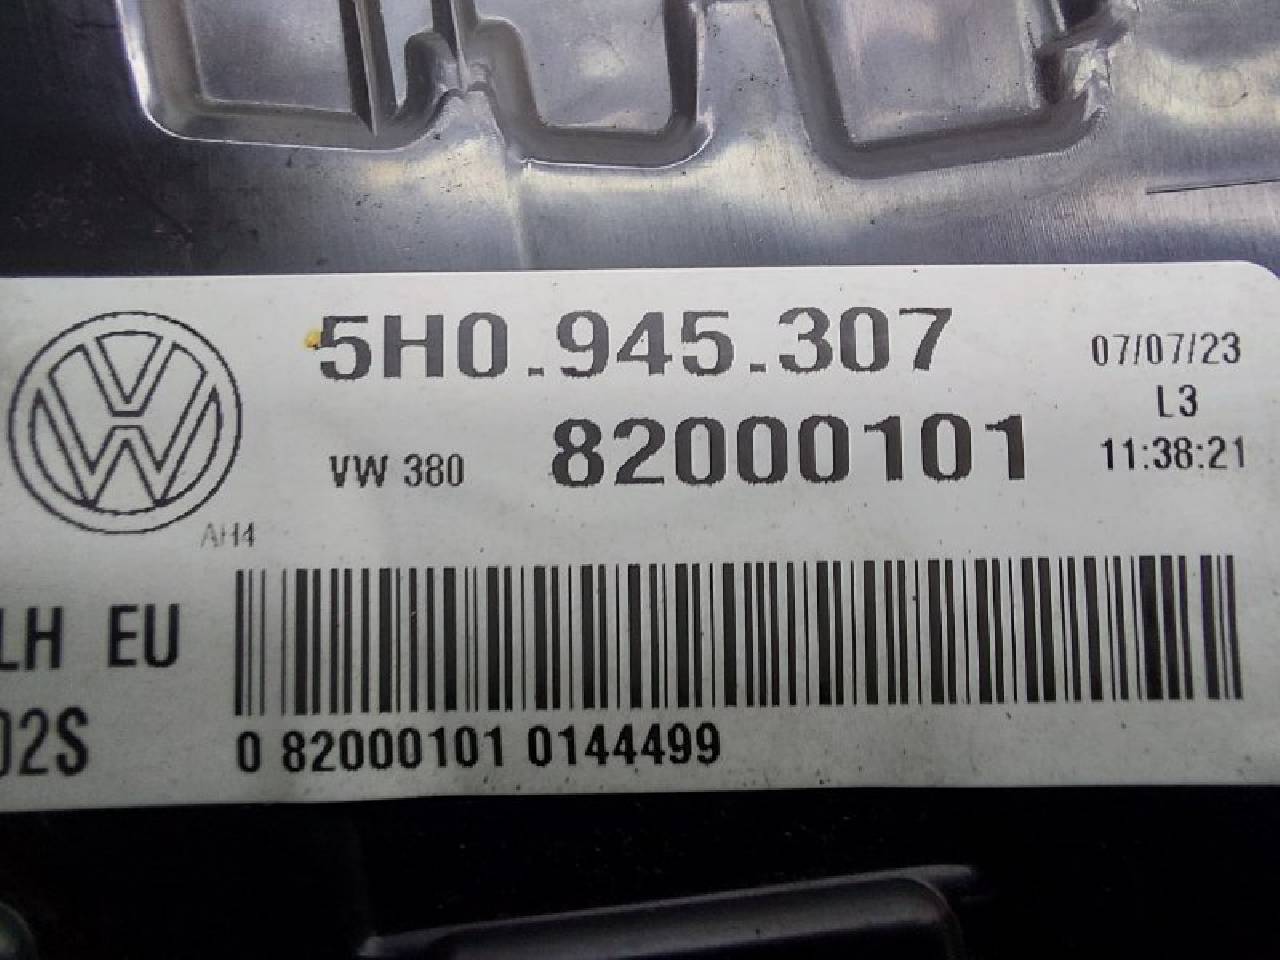 5H0.945.307
07/07/23
L3
VW 380
82000101
11:38:21
AH4
LH EU
02S
0 82000101 0144499